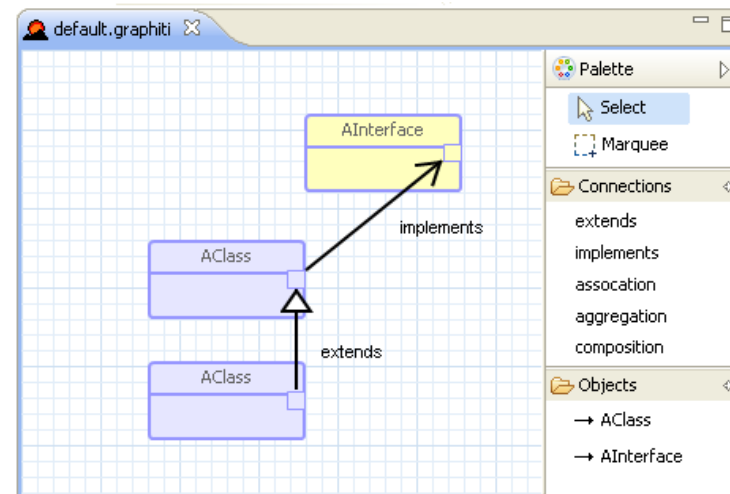 default.graphiti
Palette
Select
Marquee
Connections
extends
implements
assocation
aggregation
composition
Objects
→ AClass
→ AInterface
AInterface
implements
AClass
extends
AClass